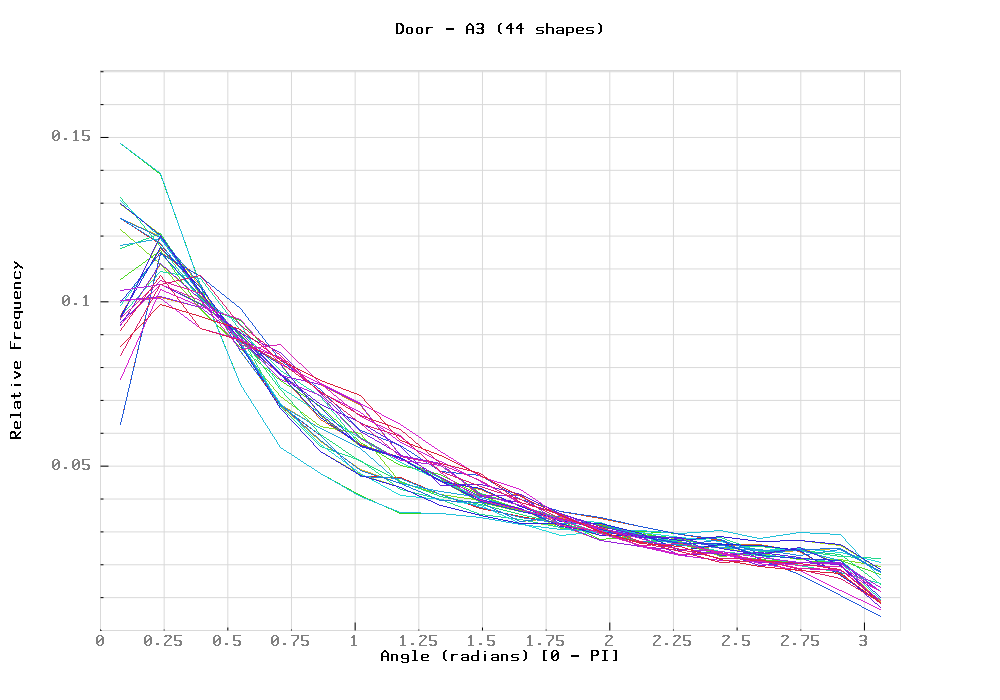 Door - A3 (44 shapes)
Relative Frequency
0.15
0.1
0.05
0 0.25 0.5 0.75 1 1.25 1.5 1.75 2 2.25 2.5 2.75 3
Angle (radians) [0 - PI]